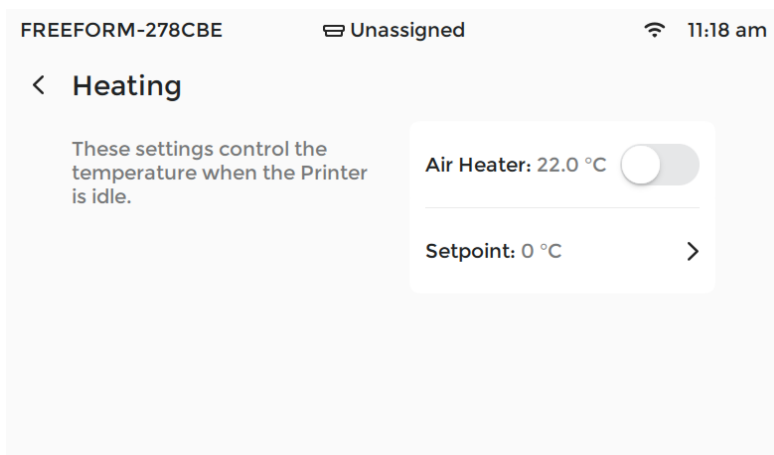 FREEFORM-278CBE Unassigned 11:18 am
Heating
These settings control the
temperature when the Printer
is idle.
Air Heater: 22.0 °C
Setpoint: 0 °C